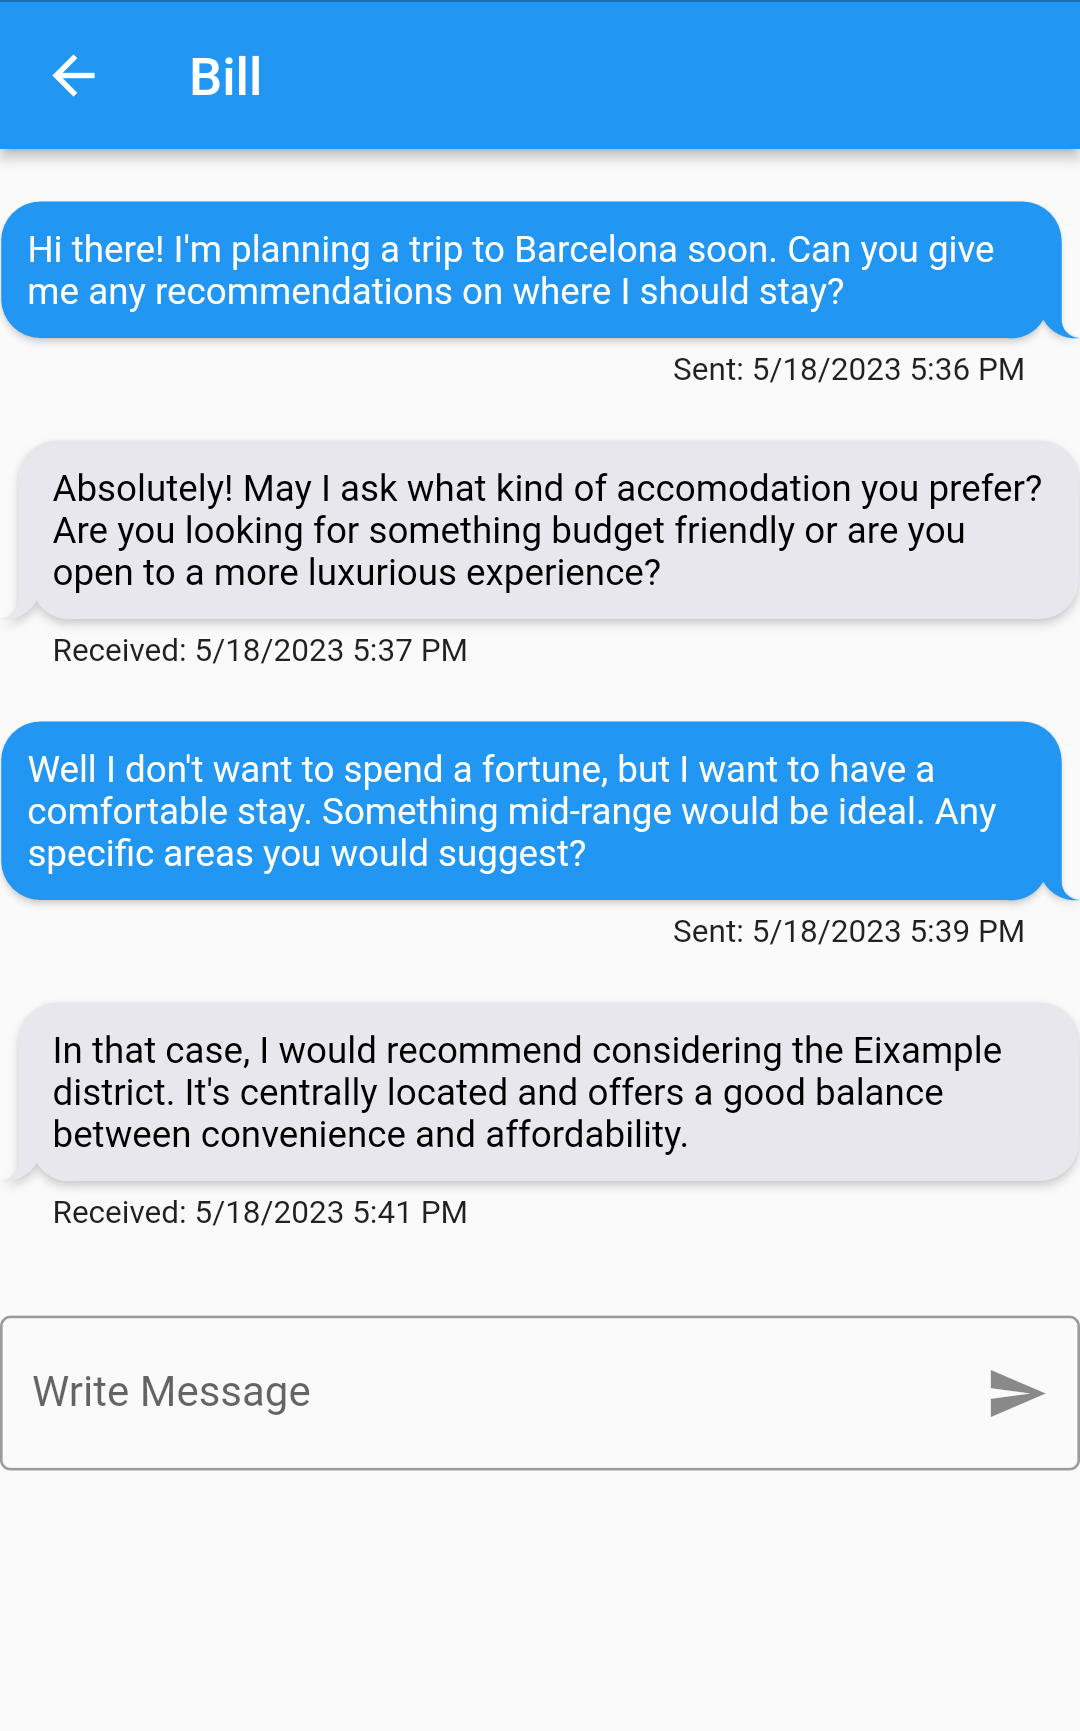 Bill
Hi there! I'm planning a trip to Barcelona soon. Can you give
me any recommendations on where I should stay?
Sent: 5/18/2023 5:36 PM
Absolutely! May I ask what kind of accomodation you prefer?
Are you looking for something budget friendly or are you
open to a more luxurious experience?
Received: 5/18/2023 5:37 PM
Well I don't want to spend a fortune, but I want to have a
comfortable stay. Something mid-range would be ideal. Any
specific areas you would suggest?
Sent: 5/18/2023 5:39 PM
In that case, I would recommend considering the Eixample
district. It's centrally located and offers a good balance
between convenience and affordability.
Received: 5/18/2023 5:41 PM
Write Message